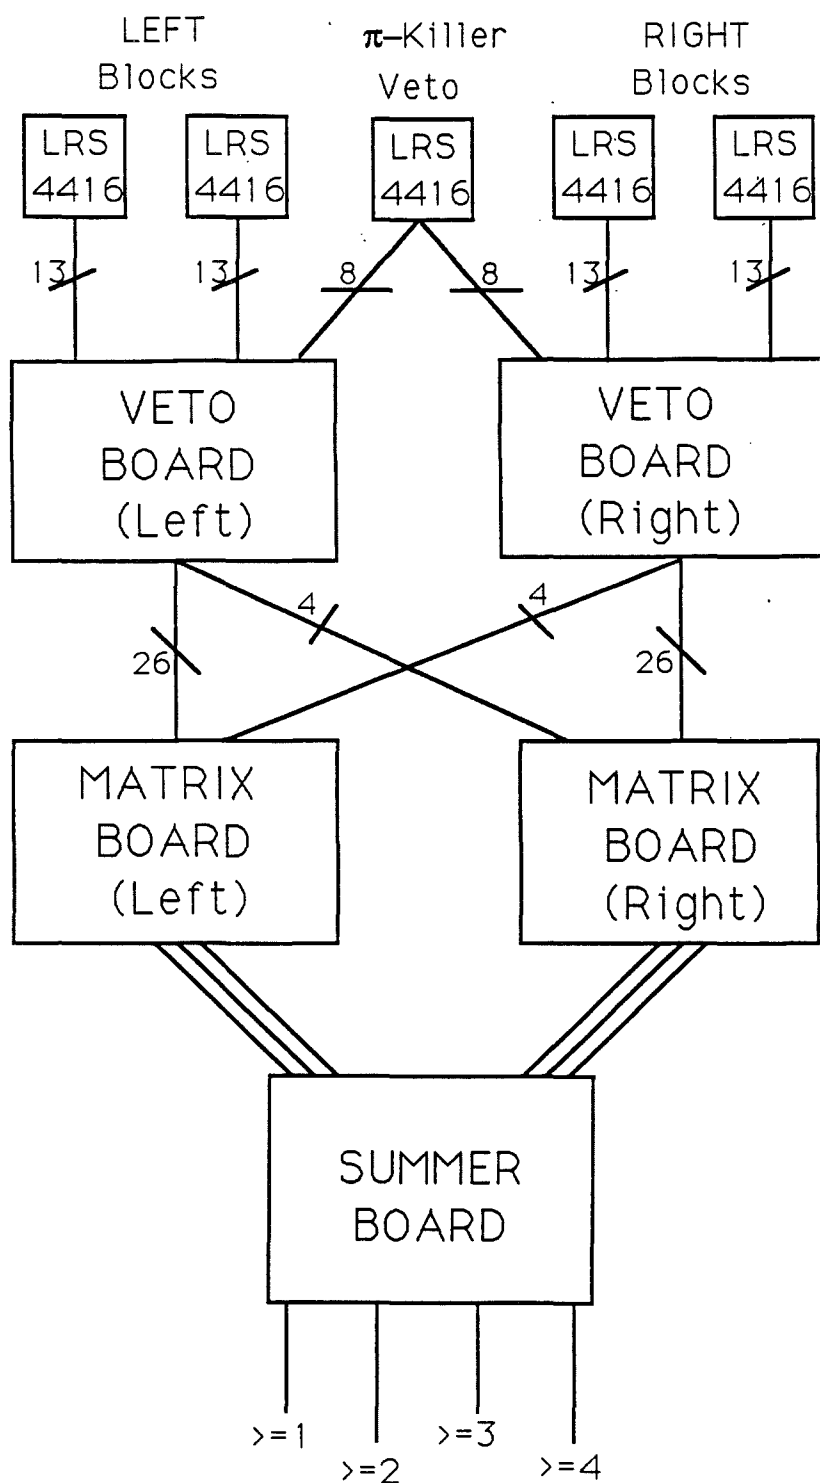 LEFT
Blocks
π-Killer
Veto
RIGHT
Blocks
LRS
4416
LRS
4416
LRS
4416
LRS
4416
LRS
4416
13
13
8
8
13
13
VETO
BOARD
(Left)
VETO
BOARD
(Right)
4
4
26
26
MATRIX
BOARD
(Left)
MATRIX
BOARD
(Right)
SUMMER
BOARD
>=1
>=2
>=3
>=4